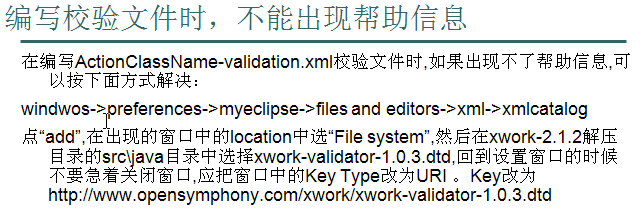 编写校验文件时，不能出现帮助信息
在编写ActionClassName-validation.xml校验文件时,如果出现不了帮助信息,可
以按下面方式解决：
windwos->preferences->myeclipse->files and editors->xml->xmlcatalog
点“add”,在出现的窗口中的location中选“File system”,然后在xwork-2.1.2解压
目录的src\java目录中选择xwork-validator-1.0.3.dtd,回到设置窗口的时候
不要急着关闭窗口,应把窗口中的Key Type改为URI 。Key改为
http://www.opensymphony.com/xwork/xwork-validator-1.0.3.dtd